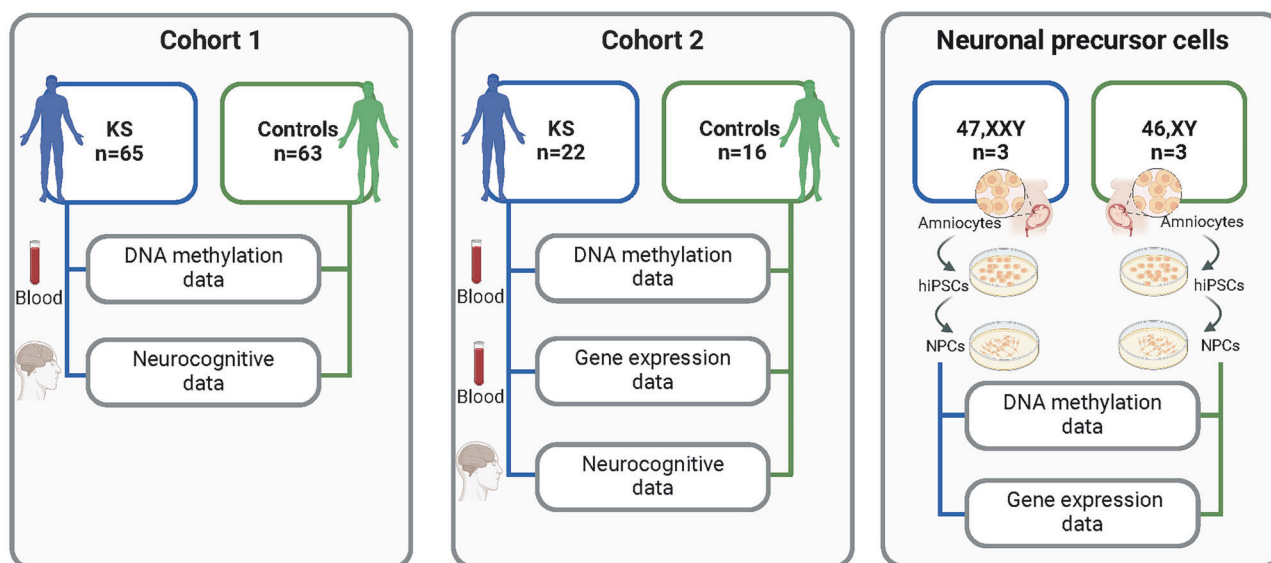 Cohort 1
KS
n=65
Controls
n=63
Blood
DNA methylation
data
Neurocognitive
data
Cohort 2
KS
n=22
Controls
n=16
Blood
DNA methylation
data
Blood
Gene expression
data
Neurocognitive
data
Neuronal precursor cells
47,XXY
n=3
46,XY
n=3
Amniocytes
Amniocytes
hiPSCs
hiPSCs
NPCs
NPCs
DNA methylation
data
Gene expression
data